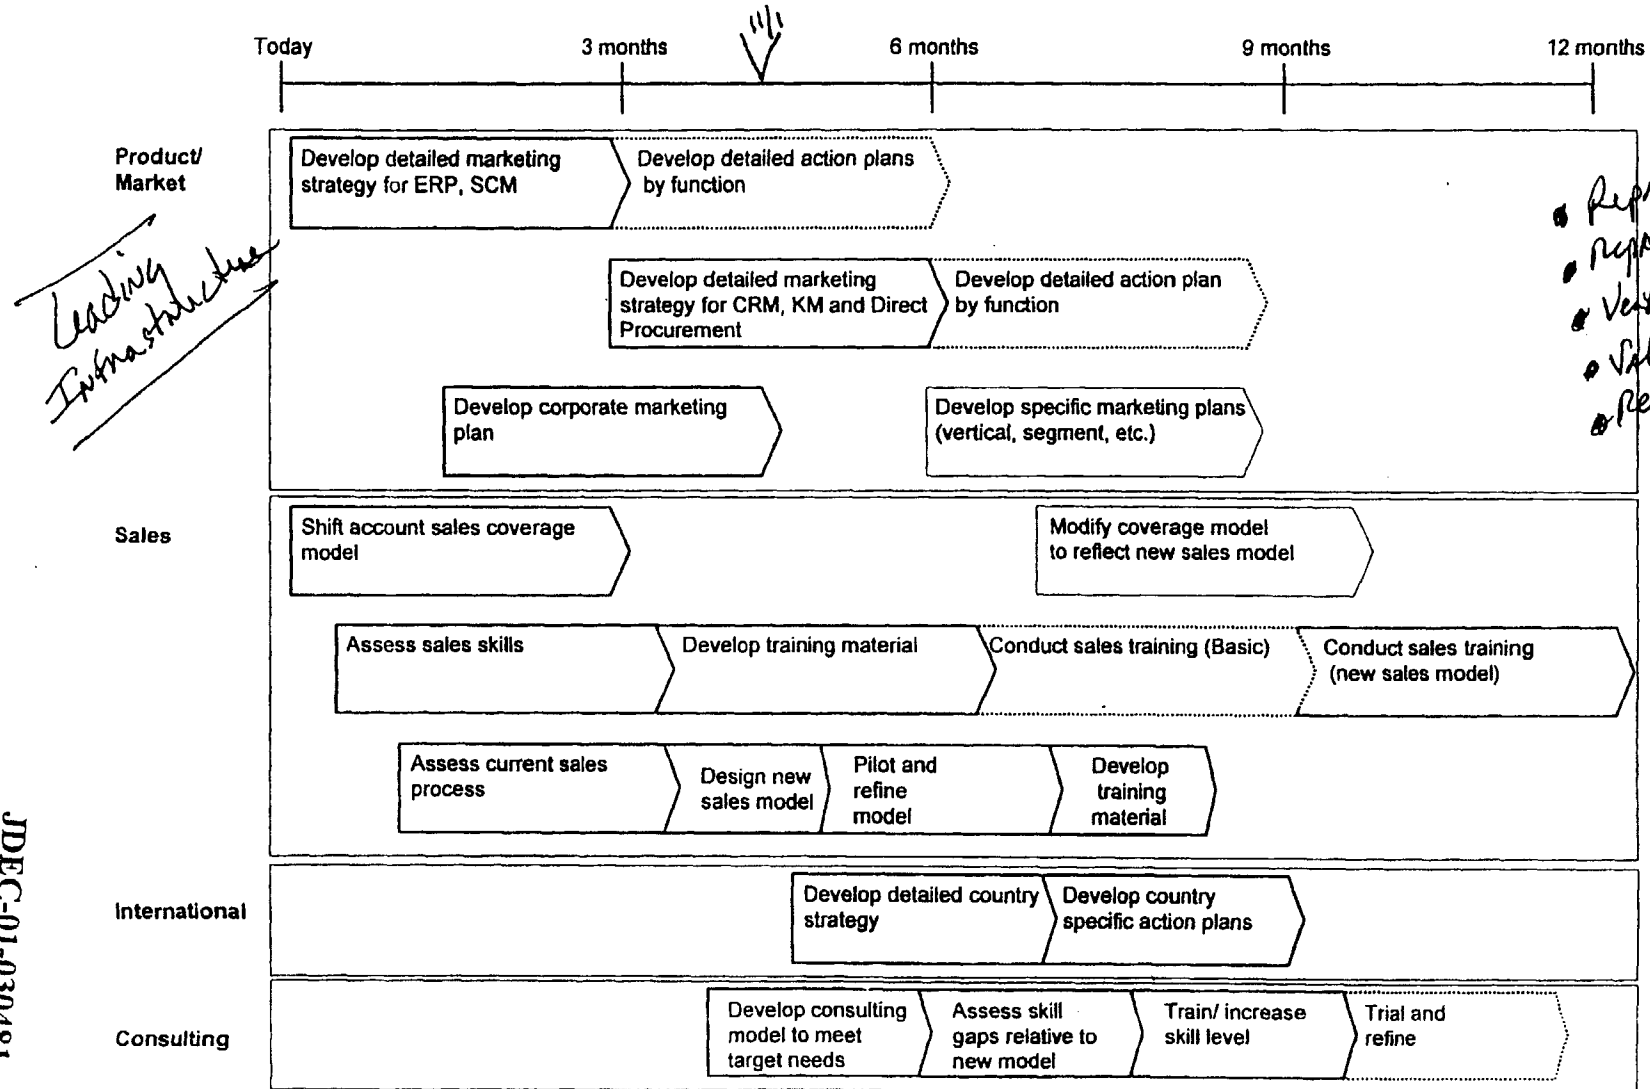 11/1
Today 3 months 6 months 9 months 12 months
Product/
Market
Develop detailed marketing
strategy for ERP, SCM
Develop detailed action plans
by function
Leading
Infrastructure
Develop detailed marketing
strategy for CRM, KM and Direct
Procurement
Develop detailed action plan
by function
Develop corporate marketing
plan
Develop specific marketing plans
(vertical, segment, etc.)
Sales
Shift account sales coverage
model
Modify coverage model
to reflect new sales model
Assess sales skills
Develop training material
Conduct sales training (Basic)
Conduct sales training
(new sales model)
Assess current sales
process
Design new
sales model
Pilot and
refine
model
Develop
training
material
International
Develop detailed country
strategy
Develop country
specific action plans
Consulting
Develop consulting
model to meet
target needs
Assess skill
gaps relative to
new model
Train/ increase
skill level
Trial and
refine